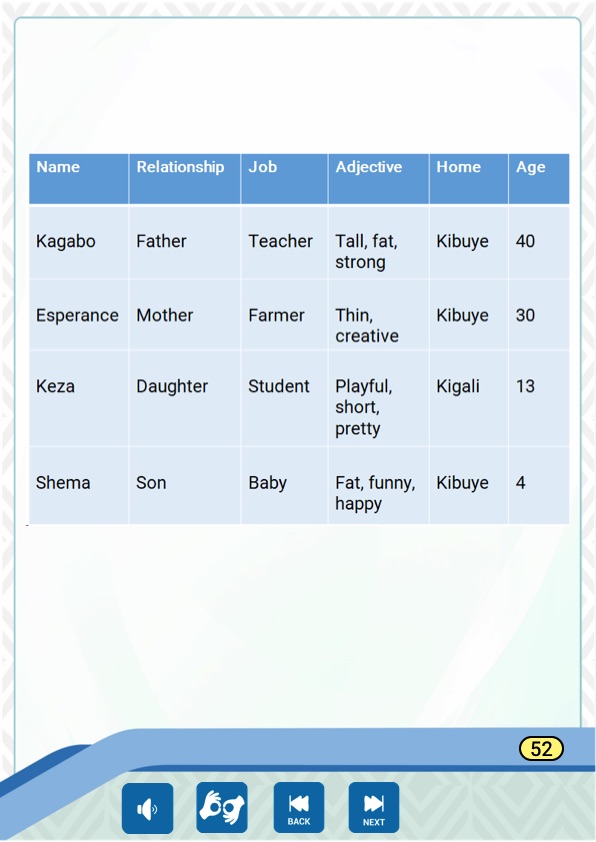 Name Relationship Job Adjective Home Age
Kagabo Father Teacher Tall, fat, Kibuye 40
strong
Esperance Mother Farmer Thin, Kibuye 30
creative
Keza Daughter Student Playful, Kigali 13
short,
pretty
Shema Son Baby Fat, funny, Kibuye 4
happy
52
BACK NEXT